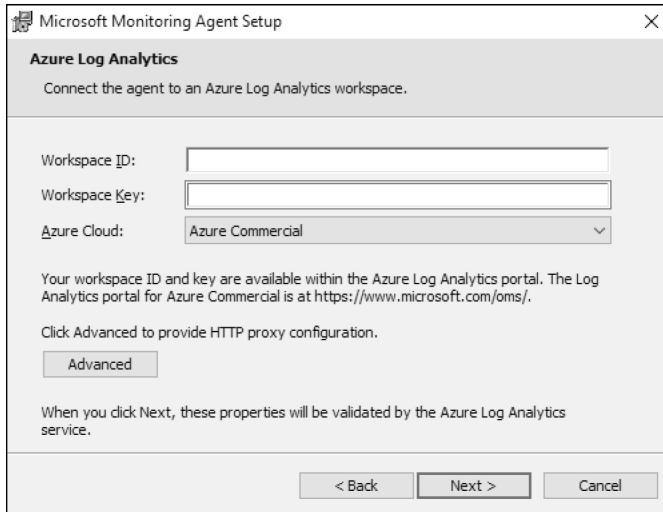 Microsoft Monitoring Agent Setup
Azure Log Analytics
Connect the agent to an Azure Log Analytics workspace.
Workspace ID:
Workspace Key:
Azure Cloud: Azure Commercial
Your workspace ID and key are available within the Azure Log Analytics portal. The Log
Analytics portal for Azure Commercial is at https://www.microsoft.com/oms/.
Click Advanced to provide HTTP proxy configuration.
Advanced
When you click Next, these properties will be validated by the Azure Log Analytics
service.
< Back Next > Cancel